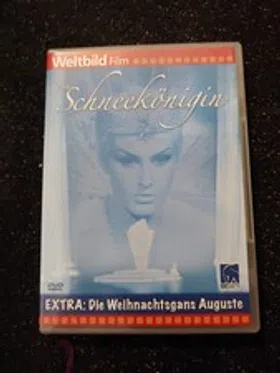 Weltbild Film
Schneekönigin
DVD
EXTRA: Die Weihnachtsgans Auguste